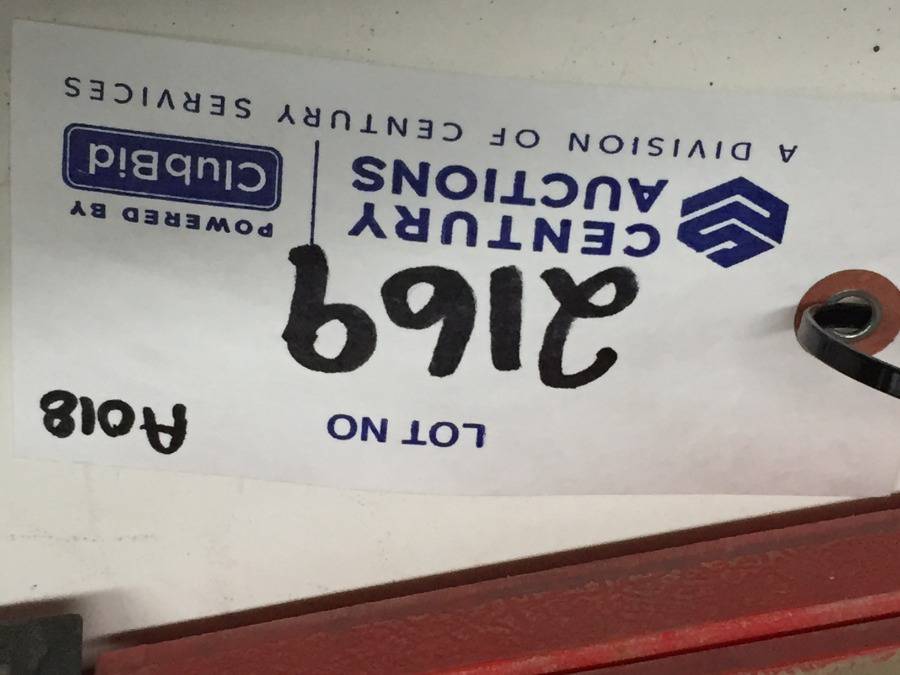 LOT NO
A018
2169
CENTURY
AUCTIONS
POWERED BY
ClubBid
A DIVISION OF CENTURY SERVICES